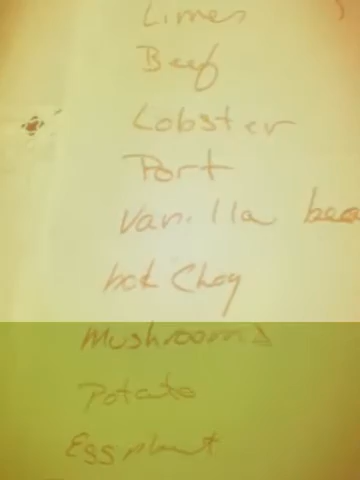 Limes
Beef
Lobster
Port
Vanilla bea
bok Choy
Mushrooms
Potato
Eggplant